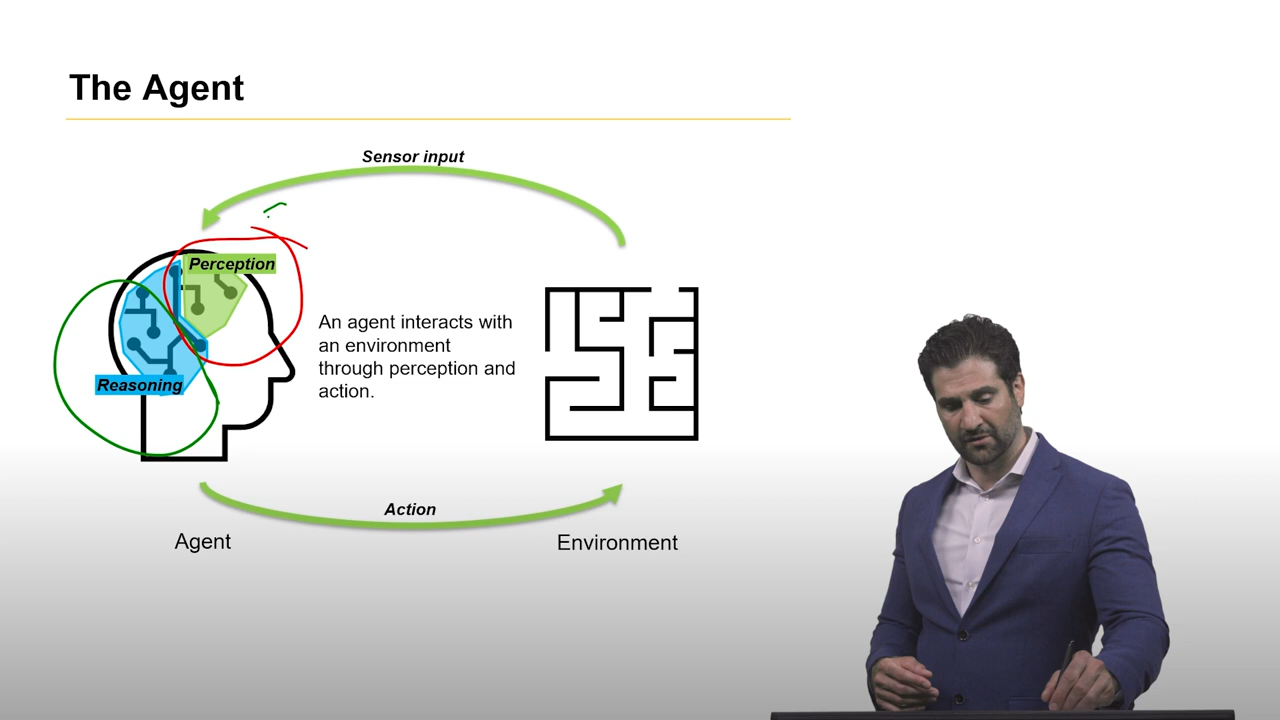 The Agent
Sensor input
Perception
Reasoning
An agent interacts with
an environment
through perception and
action.
Action
Agent
Environment